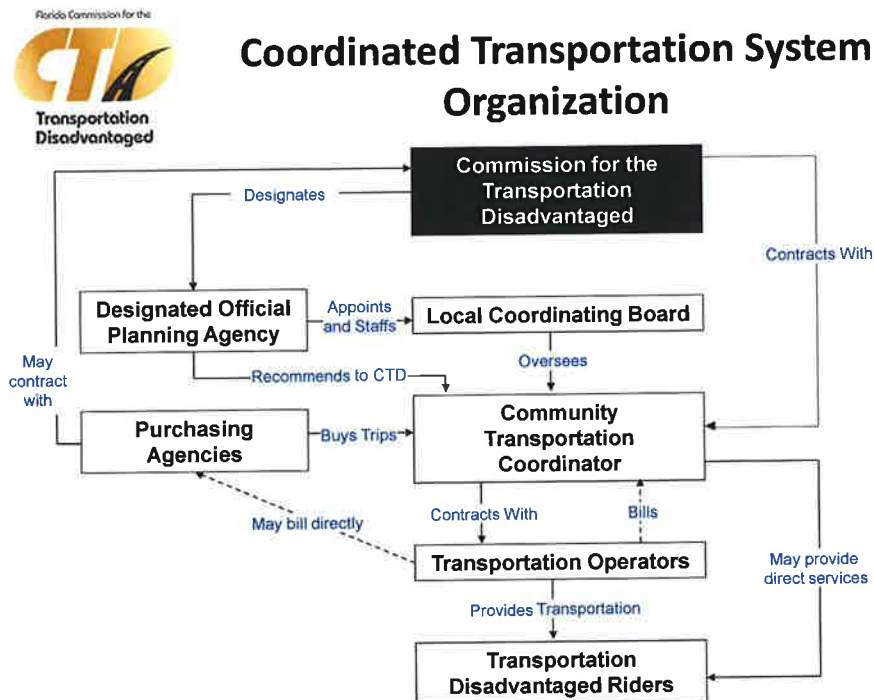 Florida Commission for the
CTD
Transportation
Disadvantaged
Coordinated Transportation System
Organization
Commission for the
Transportation
Disadvantaged
Designates
Contracts With
Designated Official
Planning Agency
Appoints
and Staffs
Local Coordinating Board
Oversees
May
contract
with
Recommends to CTD
Purchasing
Agencies
Buys Trips
Community
Transportation
Coordinator
May bill directly
Contracts With
Bills
Transportation Operators
May provide
direct services
Provides Transportation
Transportation
Disadvantaged Riders